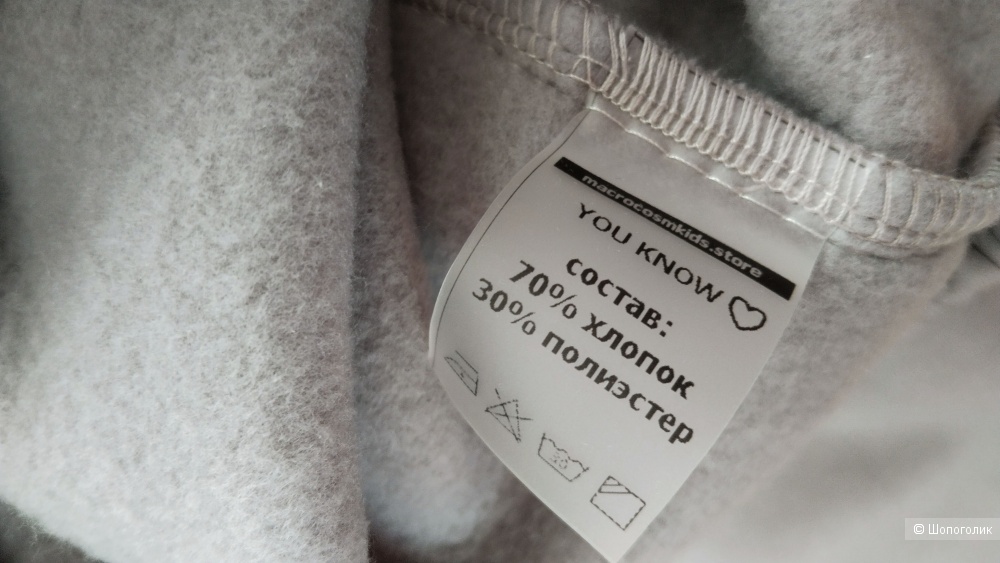 macrocosmkids.store
YOU KNOW
состав:
70% хлопок
30% полиэстер
© Шопоголик